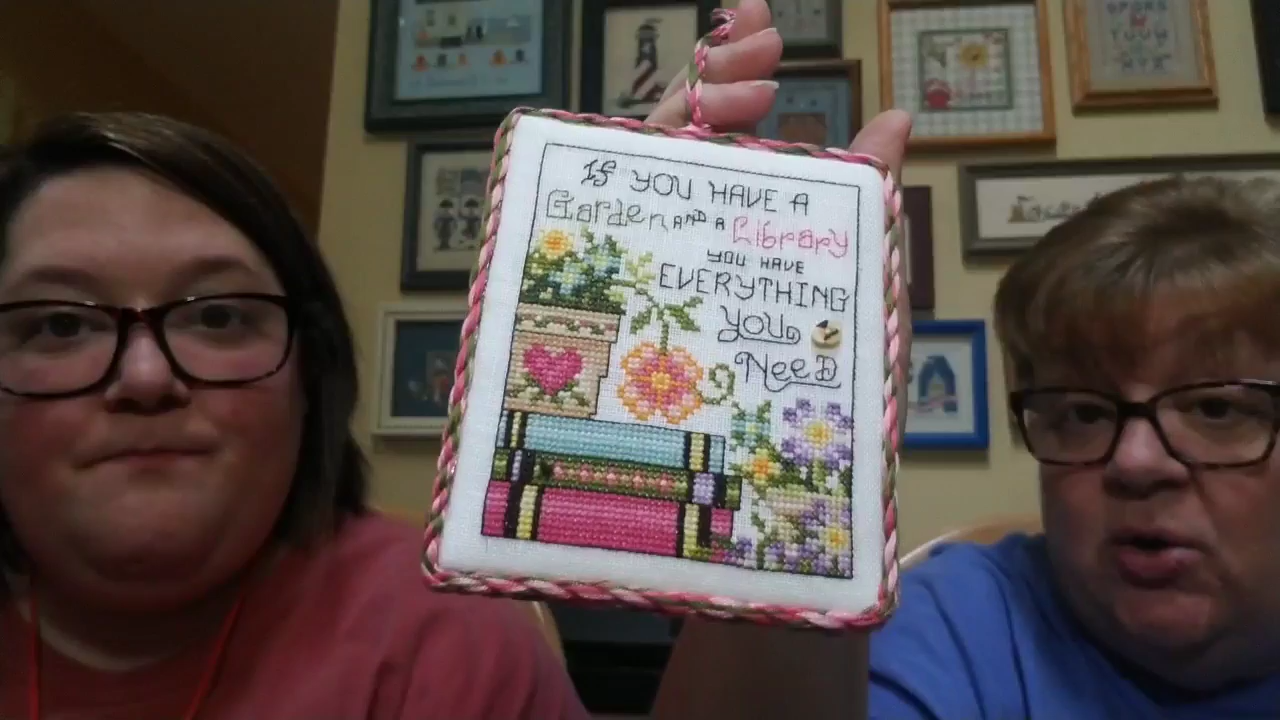 If YOU HAVE A
Garden AND A Library
YOU HAVE
EVERYTHING
YOU
NeeD